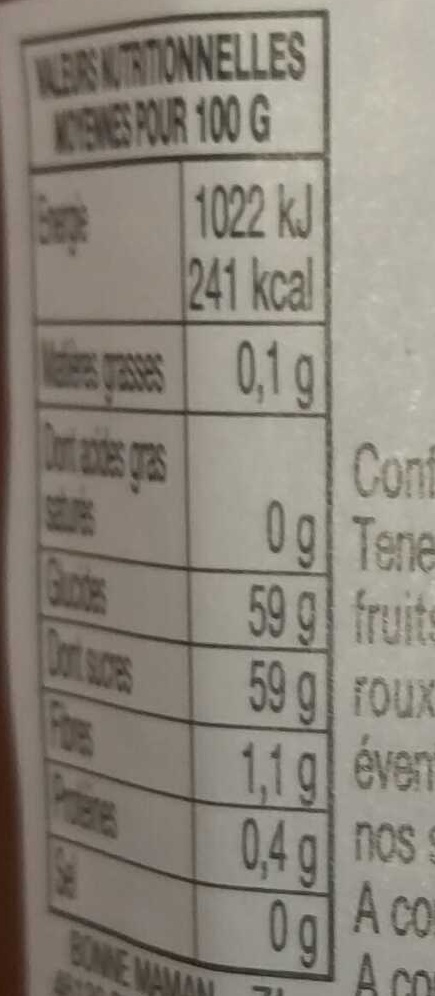 VALEURS NUTRITIONNELLES
MOYENNES POUR 100 G
Energie 1022 kJ
241 kcal
Matières grasses 0,1 g
Dont acides gras
saturés 0 g
Glucides 59 g
Dont sucres 59 g
Fibres 1,1 g
Protéines 0,4 g
Sel 0 g
BONNE MAMAN
Conf
Tene
fruits
roux
éven
nos s
A co
A co